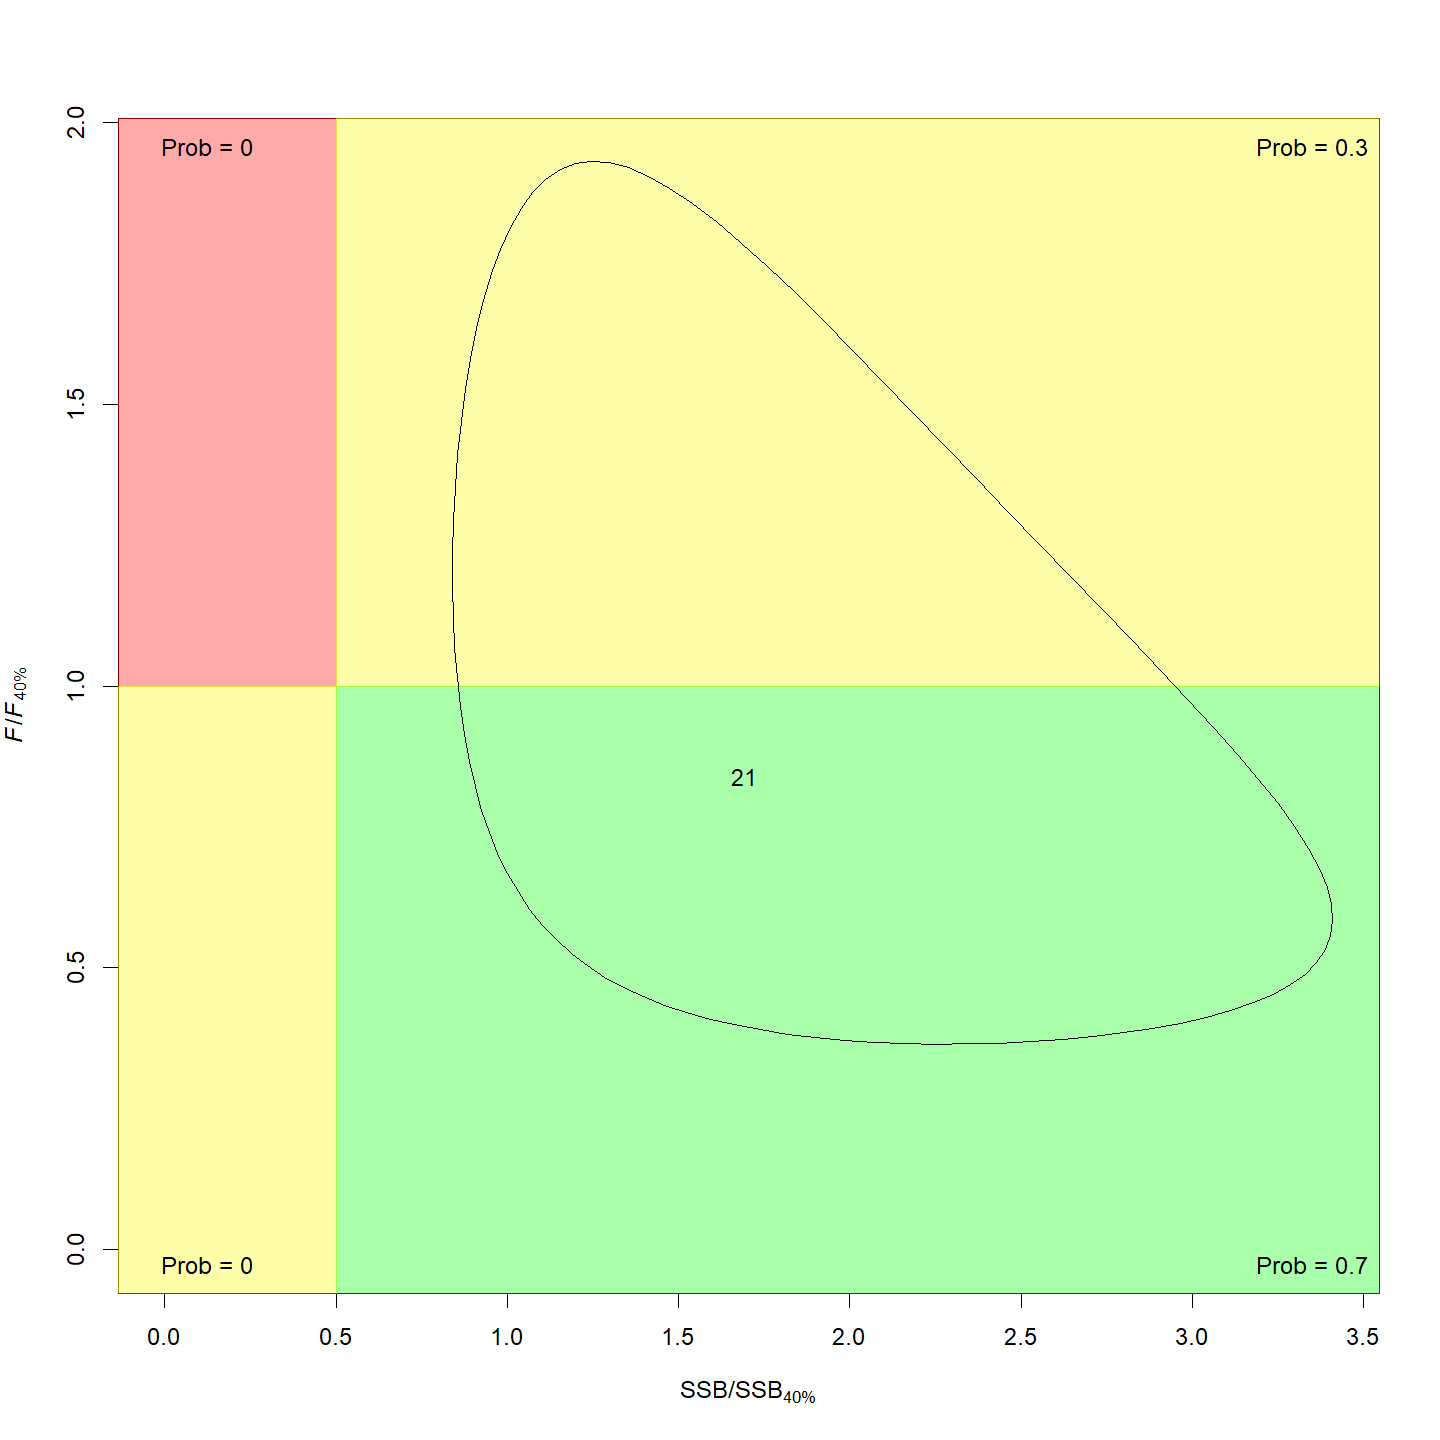 Prob = 0
Prob = 0.3
2.0
1.5
1.0
0.5
0.0
F/F40%
21
Prob = 0
Prob = 0.7
0.0 0.5 1.0 1.5 2.0 2.5 3.0 3.5
SSB/SSB40%